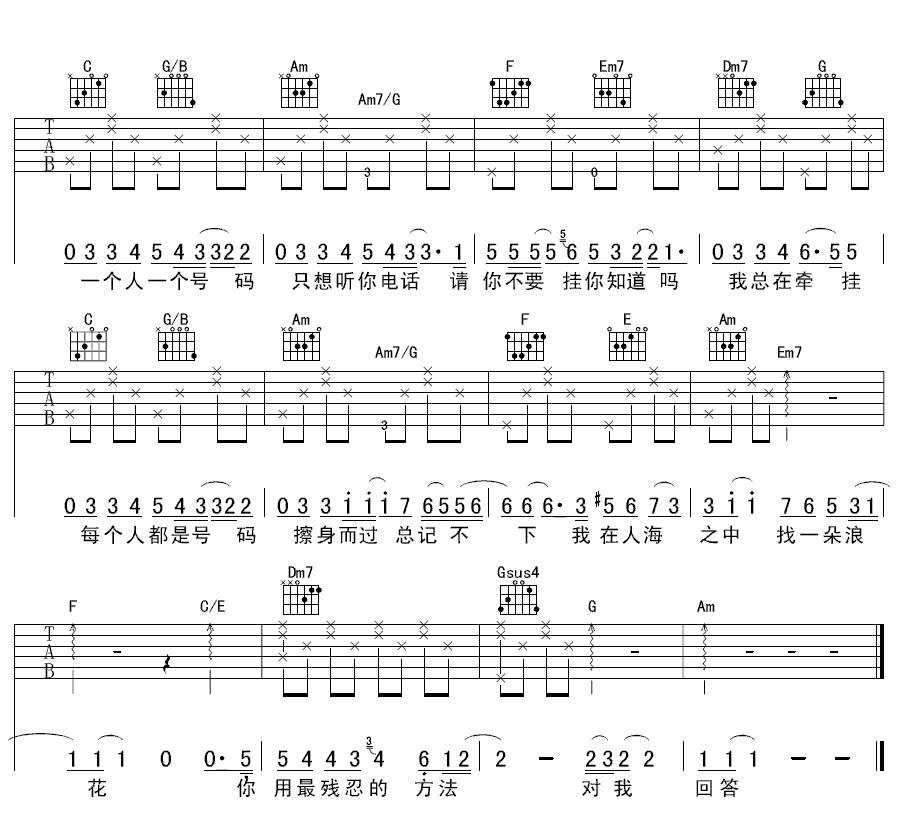 C G/B Am Am7/G F Em7 Dm7 G
T
A
B
3 0
0 3 3 4 5 4 3 3 2 2 0 3 3 4 5 4 3 3· 1 5 5 5 5 5 6 5 3 2 2 1· 0 3 3 4 6· 5 5
一个人一个号 码 只想听你电话 请 你不要 挂你知道 吗 我总在牵 挂
C G/B Am Am7/G F E Am Em7
T
A
B
3
0 3 3 4 5 4 3 3 2 2 0 3 3 1 1 1 7 6 5 5 6 6 6 6· 3 #5 6 7 3 3 1 1 7 6 5 3 1
每个人都是号 码 擦身而过 总记 不 下 我 在人海 之中 找一朵浪
F C/E Dm7 Gsus4 G Am
T
A
B
1 1 1 0 0· 5 5 4 4 3 3 4 6 1 2 2 — 2 3 2 2 1 1 1 — —
花 你 用最残忍的 方法 对我 回答